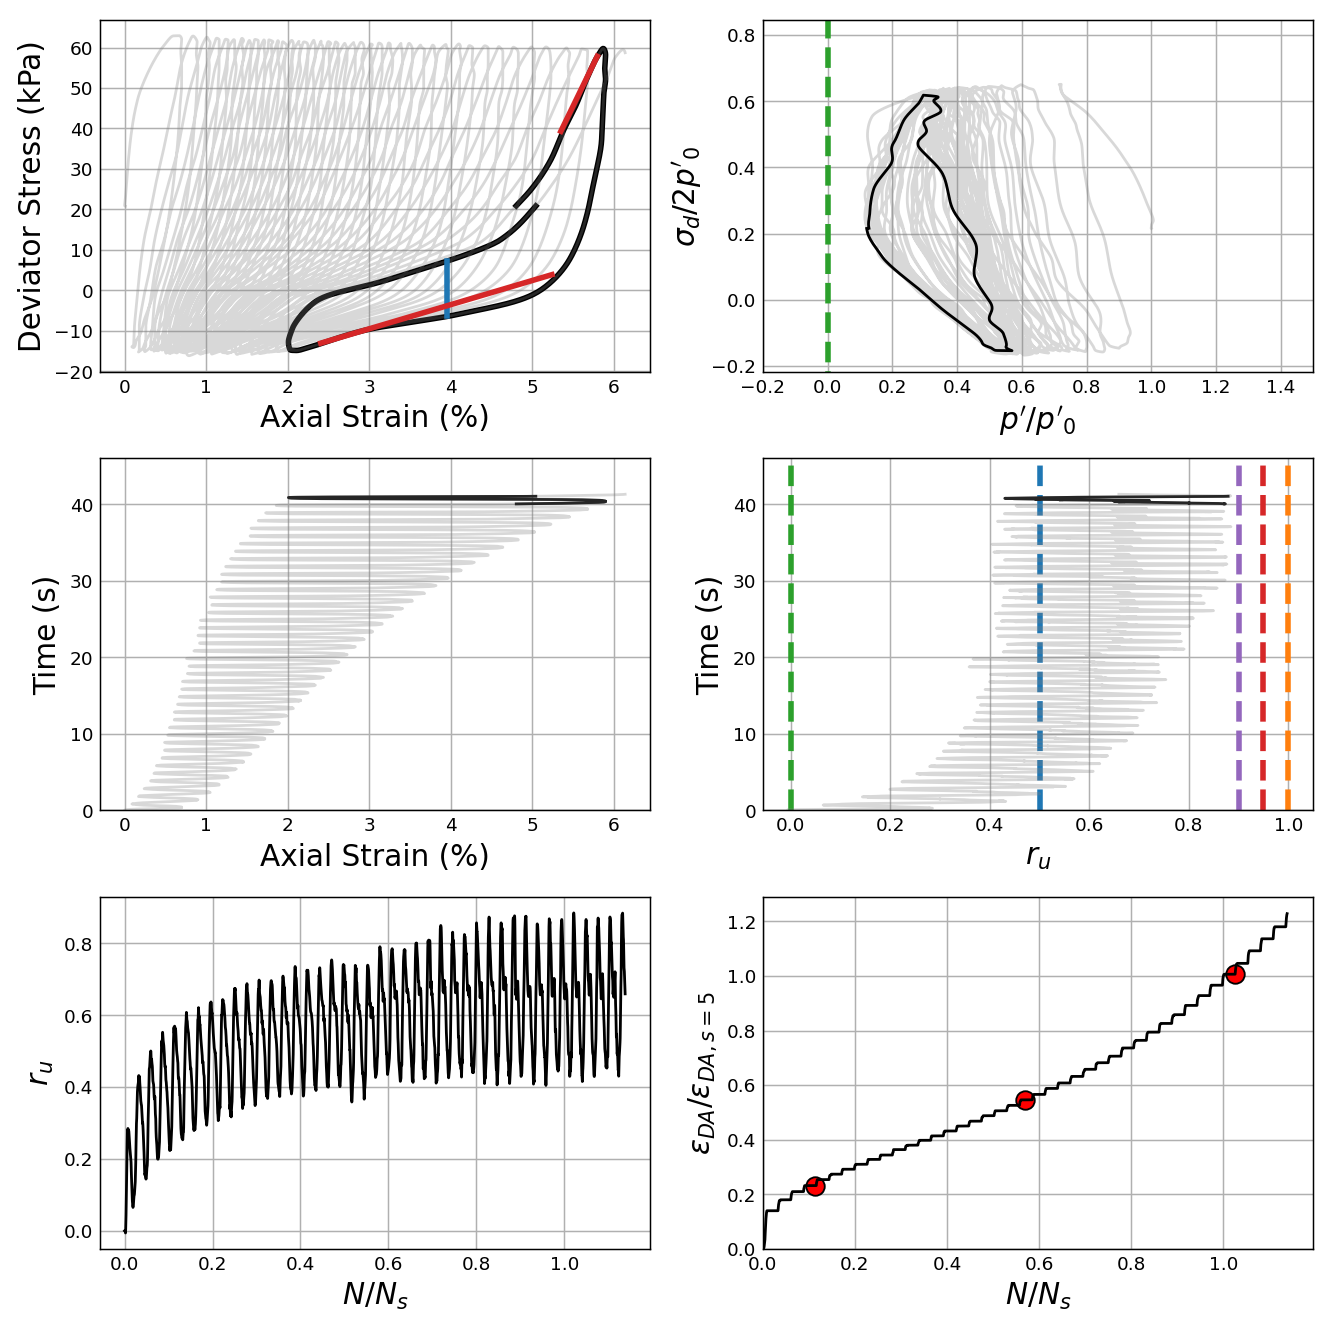 60
50
40
30
20
10
0
−10
−20
Deviator Stress (kPa)
0 1 2 3 4 5 6
Axial Strain (%)
0.8
0.6
0.4
0.2
0.0
−0.2
σd/2p′0
−0.2 0.0 0.2 0.4 0.6 0.8 1.0 1.2 1.4
p′/p′0
40
30
20
10
0
Time (s)
0 1 2 3 4 5 6
Axial Strain (%)
40
30
20
10
0
Time (s)
0.0 0.2 0.4 0.6 0.8 1.0
ru
0.8
0.6
0.4
0.2
0.0
ru
0.0 0.2 0.4 0.6 0.8 1.0
N/Ns
1.2
1.0
0.8
0.6
0.4
0.2
0.0
εDA/εDA, s = 5
0.0 0.2 0.4 0.6 0.8 1.0
N/Ns